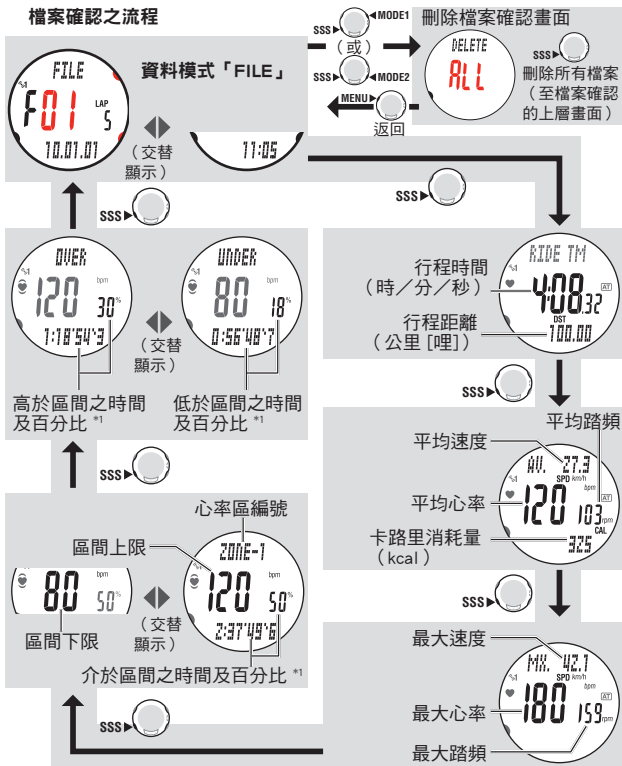 檔案確認之流程
SSS MODE1
（或）
SSS MODE2
MENU
返回
刪除檔案確認畫面
DELETE
ALL
SSS
刪除所有檔案
（至檔案確認
的上層畫面）
資料模式「FILE」
FILE
F01 LAP 5
10.01.01
（交替
顯示）
11:05
SSS
SSS
RIDE TM
4:08.32
AT
DST
100.00
行程時間
（時／分／秒）
行程距離
（公里 [哩]）
SSS
平均踏頻
平均速度
平均心率
卡路里消耗量
（kcal）
AV. 27.3
SPD km/h
bpm
AT
120 103 rpm
CAL
325
SSS
最大速度
最大心率
最大踏頻
MX. 42.1
SPD km/h
bpm
AT
180 159 rpm
SSS
心率區編號
區間上限
ZONE-1
bpm
120 50%
2:37'49"6
（交替
顯示）
bpm
80 50%
區間下限
介於區間之時間及百分比 *1
SSS
OVER
bpm
120 30%
1:18'54"3
（交替
顯示）
UNDER
bpm
80 18%
0:56'48"7
高於區間之時間
及百分比 *1
低於區間之時間
及百分比 *1